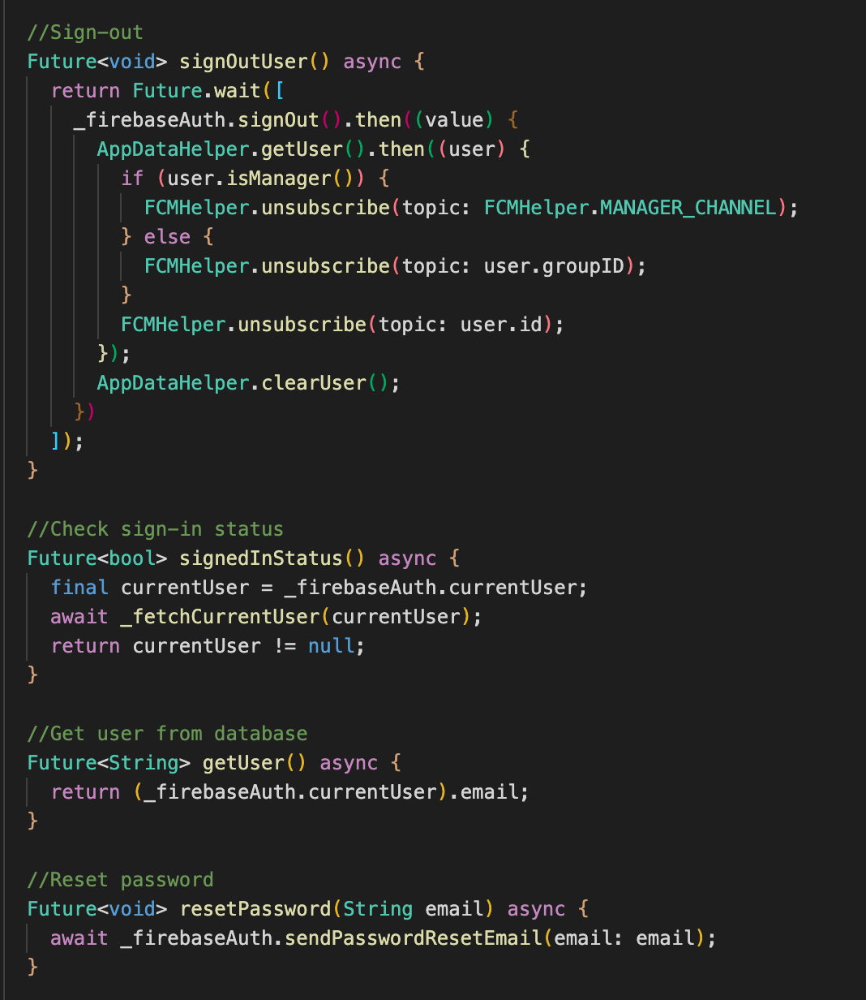 //Sign-out
Future<void> signOutUser() async {
return Future.wait([
_firebaseAuth.signOut().then((value) {
AppDataHelper.getUser().then((user) {
if (user.isManager()) {
FCMHelper.unsubscribe(topic: FCMHelper.MANAGER_CHANNEL);
} else {
FCMHelper.unsubscribe(topic: user.groupID);
}
FCMHelper.unsubscribe(topic: user.id);
});
AppDataHelper.clearUser();
})
]);
}
//Check sign-in status
Future<bool> signedInStatus() async {
final currentUser = _firebaseAuth.currentUser;
await _fetchCurrentUser(currentUser);
return currentUser != null;
}
//Get user from database
Future<String> getUser() async {
return (_firebaseAuth.currentUser).email;
}
//Reset password
Future<void> resetPassword(String email) async {
await _firebaseAuth.sendPasswordResetEmail(email: email);
}